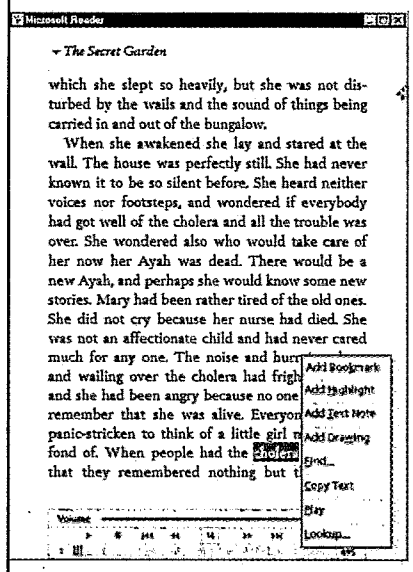 Microsoft Reader
The Secret Garden
which she slept so heavily, but she was not dis-
turbed by the wails and the sound of things being
carried in and out of the bungalow.
When she awakened she lay and stared at the
wall. The house was perfectly still. She had never
known it to be so silent before. She heard neither
voices nor footsteps, and wondered if everybody
had got well of the cholera and all the trouble was
over. She wondered also who would take care of
her now her Ayah was dead. There would be a
new Ayah, and perhaps she would know some new
stories. Mary had been rather tired of the old ones.
She did not cry because her nurse had died. She
was not an affectionate child and had never cared
much for any one. The noise and
and wailing over the cholera had frigh
and she had been angry because no one
remember that she was alive. Everyon
panic-stricken to think of a little girl
fond of. When people had the cholera
that they remembered nothing but t
Add Bookmark
Add Highlight
Add Text Note
Add Drawing
Find...
Copy Text
Play
Lookup...
Volume